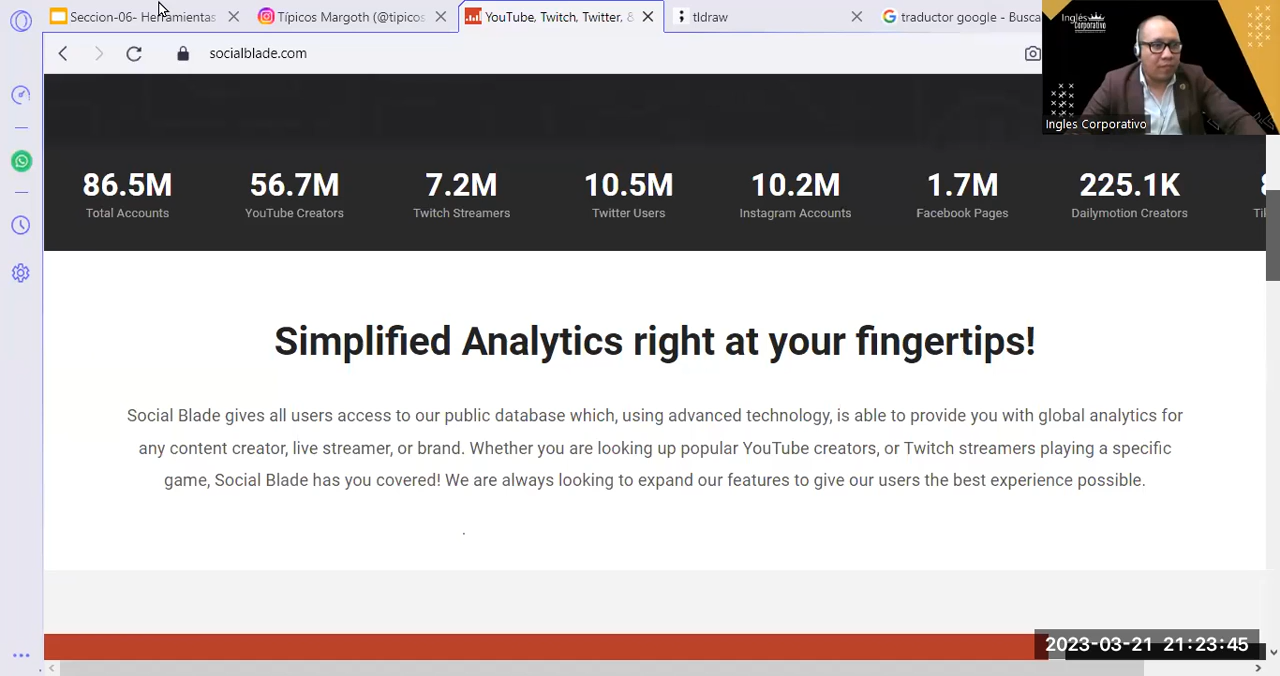 Seccion-06- Herramientas
Típicos Margoth (@tipicos
YouTube, Twitch, Twitter, &
tldraw
traductor google - Busca
socialblade.com
Inglés
Corporativo
Ingles Corporativo
86.5M
56.7M
7.2M
10.5M
10.2M
1.7M
225.1K
Total Accounts
YouTube Creators
Twitch Streamers
Twitter Users
Instagram Accounts
Facebook Pages
Dailymotion Creators
Simplified Analytics right at your fingertips!
Social Blade gives all users access to our public database which, using advanced technology, is able to provide you with global analytics for
any content creator, live streamer, or brand. Whether you are looking up popular YouTube creators, or Twitch streamers playing a specific
game, Social Blade has you covered! We are always looking to expand our features to give our users the best experience possible.
2023-03-21 21:23:45